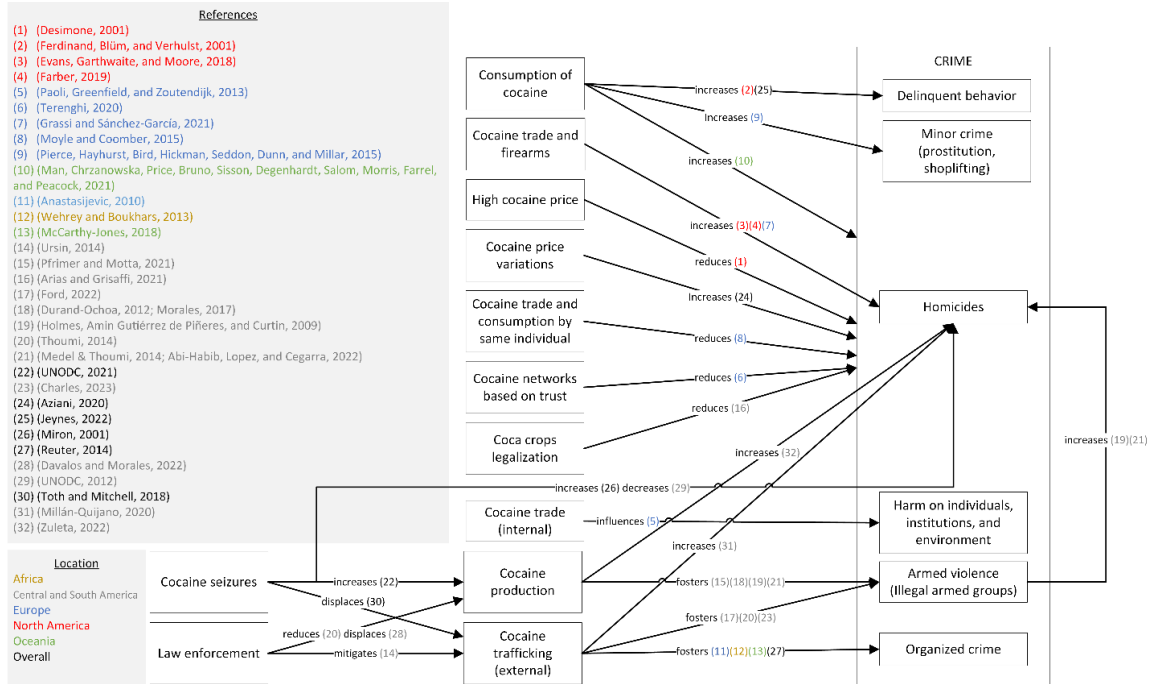 References
(1) (Desimone, 2001)
(2) (Ferdinand, Blüm, and Verhulst, 2001)
(3) (Evans, Garthwaite, and Moore, 2018)
(4) (Farber, 2019)
(5) (Paoli, Greenfield, and Zoutendijk, 2013)
(6) (Terenghi, 2020)
(7) (Grassi and Sánchez-García, 2021)
(8) (Moyle and Coomber, 2015)
(9) (Pierce, Hayhurst, Bird, Hickman, Seddon, Dunn, and Millar, 2015)
(10) (Man, Chrzanowska, Price, Bruno, Sisson, Degenhardt, Salom, Morris, Farrel,
and Peacock, 2021)
(11) (Anastasijevic, 2010)
(12) (Wehrey and Boukhars, 2013)
(13) (McCarthy-Jones, 2018)
(14) (Ursin, 2014)
(15) (Pfrimer and Motta, 2021)
(16) (Arias and Grisaffi, 2021)
(17) (Ford, 2022)
(18) (Durand-Ochoa, 2012; Morales, 2017)
(19) (Holmes, Amin Gutiérrez de Piñeres, and Curtin, 2009)
(20) (Thoumi, 2014)
(21) (Medel & Thoumi, 2014; Abi-Habib, Lopez, and Cegarra, 2022)
(22) (UNODC, 2021)
(23) (Charles, 2023)
(24) (Aziani, 2020)
(25) (Jeynes, 2022)
(26) (Miron, 2001)
(27) (Reuter, 2014)
(28) (Davalos and Morales, 2022)
(29) (UNODC, 2012)
(30) (Toth and Mitchell, 2018)
(31) (Millán-Quijano, 2020)
(32) (Zuleta, 2022)
Location
Africa
Central and South America
Europe
North America
Oceania
Overall
Cocaine seizures
Law enforcement
Consumption of
cocaine
Cocaine trade and
firearms
High cocaine price
Cocaine price
variations
Cocaine trade and
consumption by
same individual
Cocaine networks
based on trust
Coca crops
legalization
Cocaine trade
(internal)
Cocaine
production
Cocaine
trafficking
(external)
increases (2)(25)
Increases (9)
increases (10)
increases (3)(4)(7)
reduces (1)
Increases (24)
reduces (8)
reduces (6)
reduces (16)
increases (32)
increases (26) decreases (29)
influences (5)
increases (31)
increases (22)
displaces (30)
reduces (20) displaces (28)
mitigates (14)
fosters (15)(18)(19)(21)
fosters (17)(20)(23)
fosters (11)(12)(13)(27)
CRIME
Delinquent behavior
Minor crime
(prostitution,
shoplifting)
Homicides
increases (19)(21)
Harm on individuals,
institutions, and
environment
Armed violence
(Illegal armed groups)
Organized crime